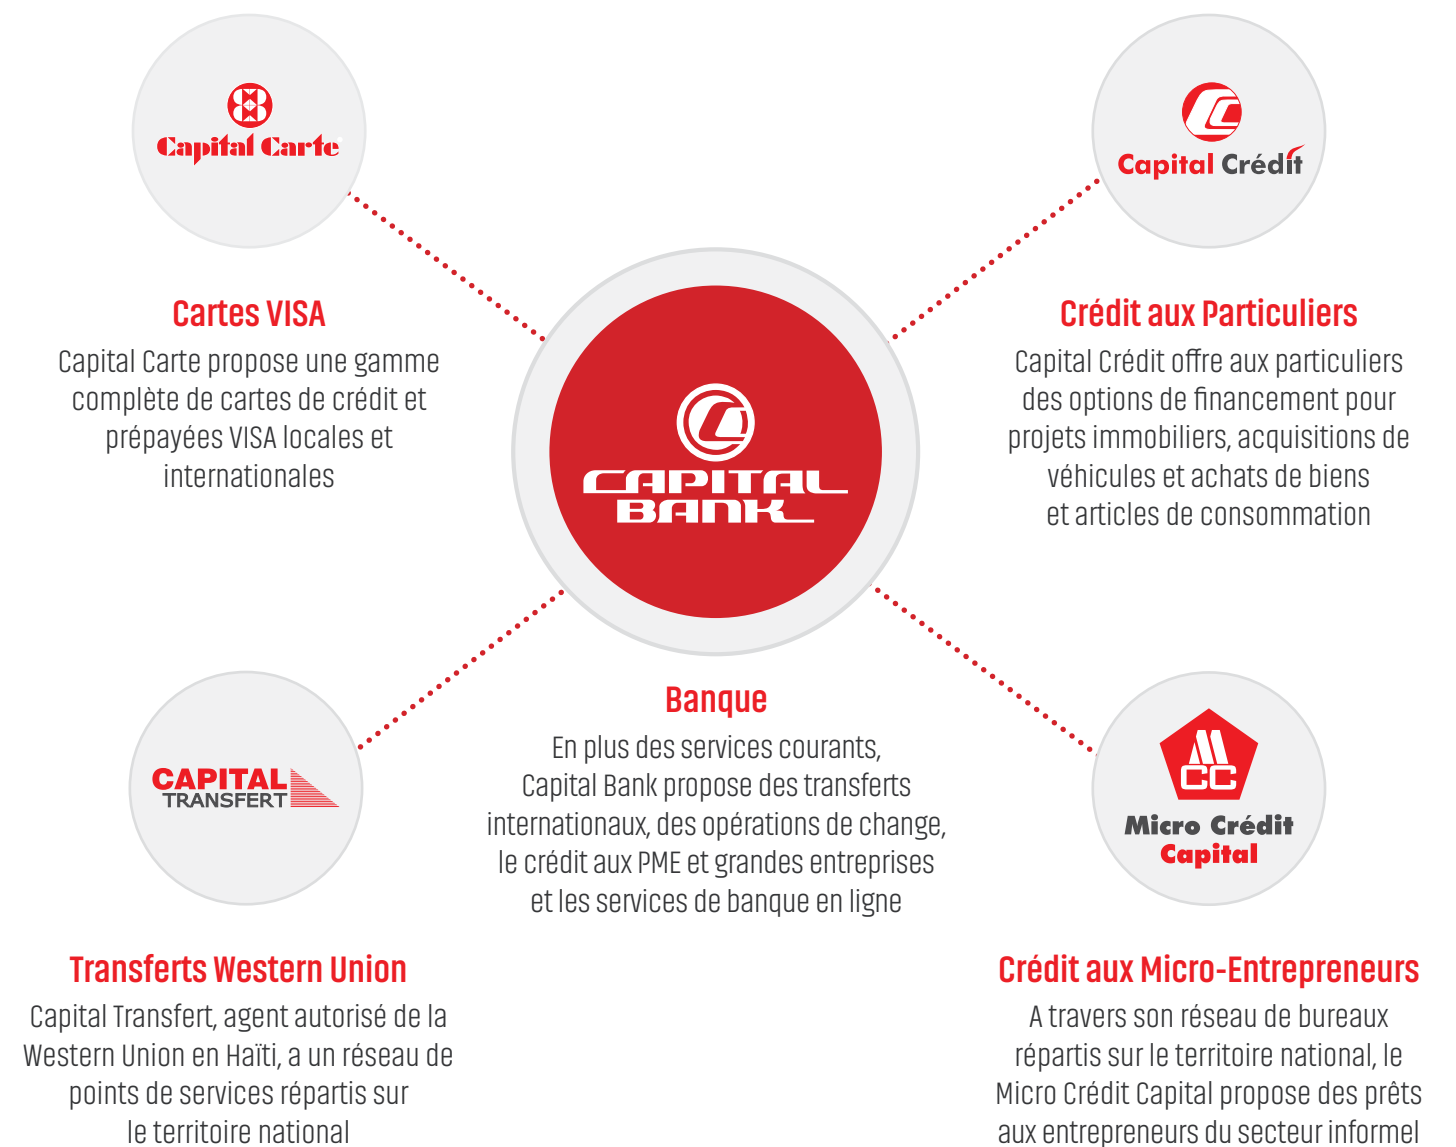 Capital Carte
Cartes VISA
Capital Carte propose une gamme
complète de cartes de crédit et
prépayées VISA locales et
internationales
Capital Crédit
Crédit aux Particuliers
Capital Crédit offre aux particuliers
des options de financement pour
projets immobiliers, acquisitions de
véhicules et achats de biens
et articles de consommation
CAPITAL
BANK
Banque
En plus des services courants,
Capital Bank propose des transferts
internationaux, des opérations de change,
le crédit aux PME et grandes entreprises
et les services de banque en ligne
CAPITAL
TRANSFERT
Transferts Western Union
Capital Transfert, agent autorisé de la
Western Union en Haïti, a un réseau de
points de services répartis sur
le territoire national
MCC
Micro Crédit
Capital
Crédit aux Micro-Entrepreneurs
A travers son réseau de bureaux
répartis sur le territoire national, le
Micro Crédit Capital propose des prêts
aux entrepreneurs du secteur informel